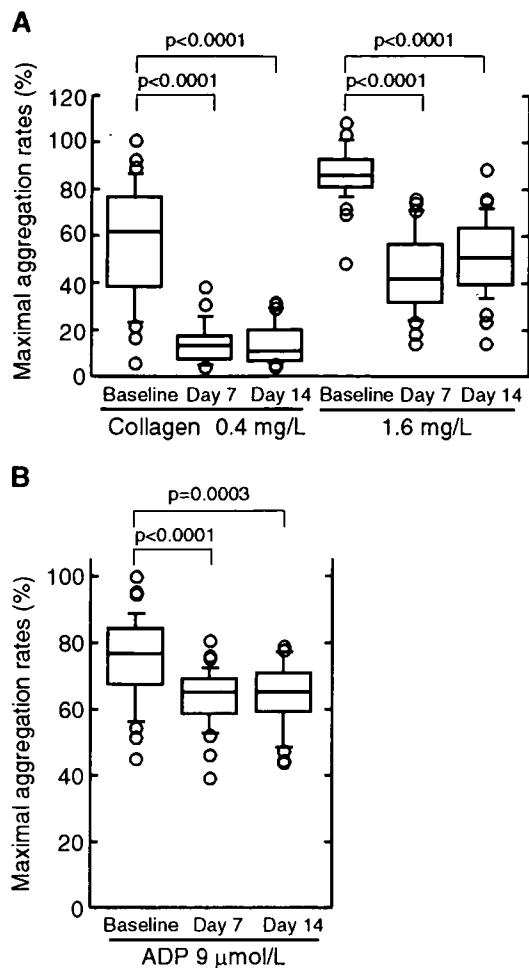 A
p<0.0001 p<0.0001
p<0.0001 p<0.0001
Maximal aggregation rates (%)
120
100
80
60
40
20
0
Baseline Day 7 Day 14 Baseline Day 7 Day 14
Collagen 0.4 mg/L 1.6 mg/L
B
p=0.0003
p<0.0001
Maximal aggregation rates (%)
100
80
60
40
20
0
Baseline Day 7 Day 14
ADP 9 μmol/L